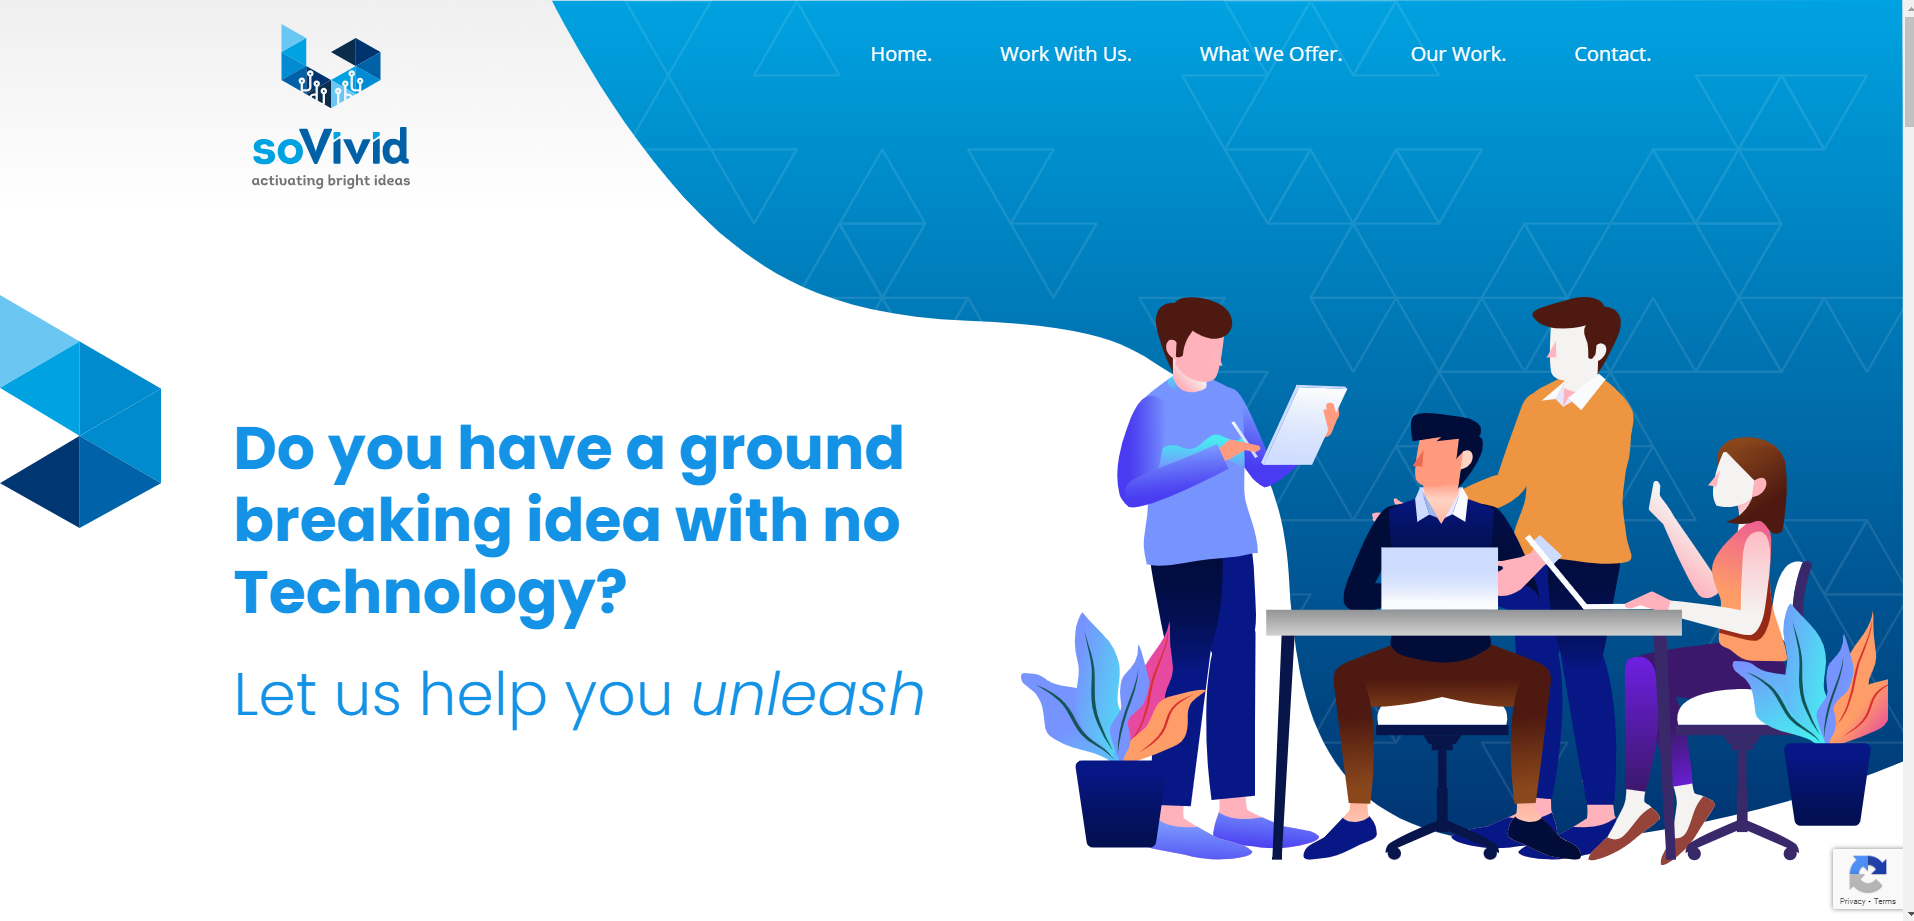 Home.
Work With Us.
What We Offer.
Our Work.
Contact.
soVivid
activating bright ideas
Do you have a ground
breaking idea with no
Technology?
Let us help you unleash
Privacy - Terms